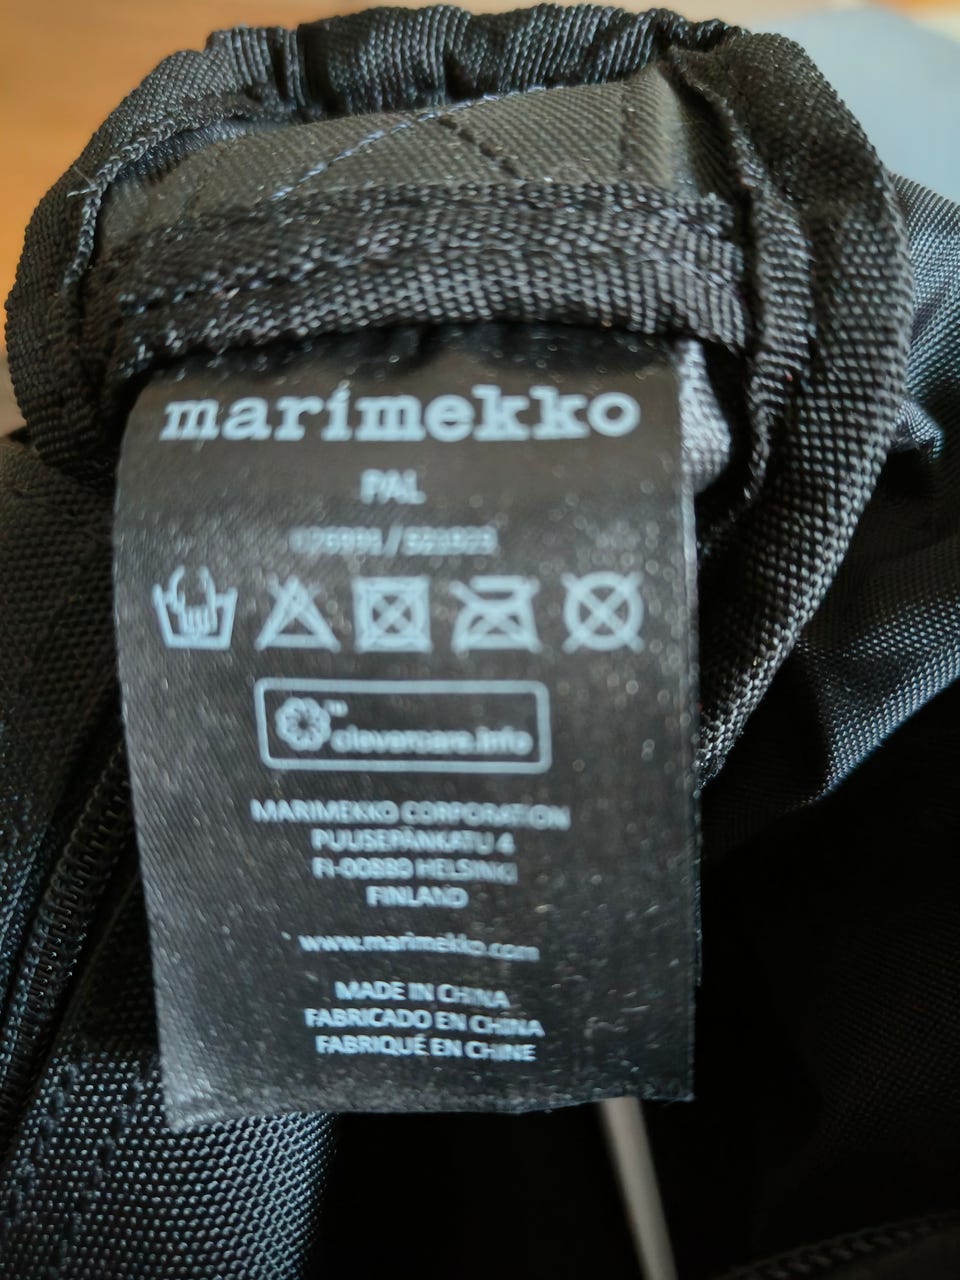 marimekko
PAL
clevercare.info
MARIMEKKO CORPORATION
PUUSEPÄNKATU 4
FI-00880 HELSINKI
FINLAND
www.marimekko.com
MADE IN CHINA
FABRICADO EN CHINA
FABRIQUÉ EN CHINE